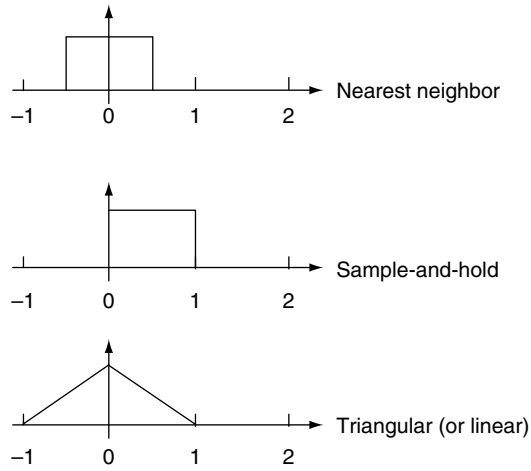 Nearest neighbor
–1 0 1 2
Sample-and-hold
–1 0 1 2
Triangular (or linear)
–1 0 1 2